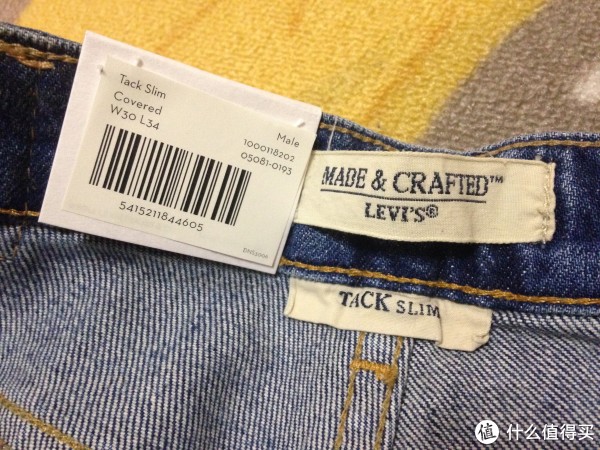 Tack Slim
Covered
W30 L34
Male
1000118202
05081-0193
5415211844605
MADE & CRAFTED™
LEVI'S®
TACK SLIM
值 什么值得买